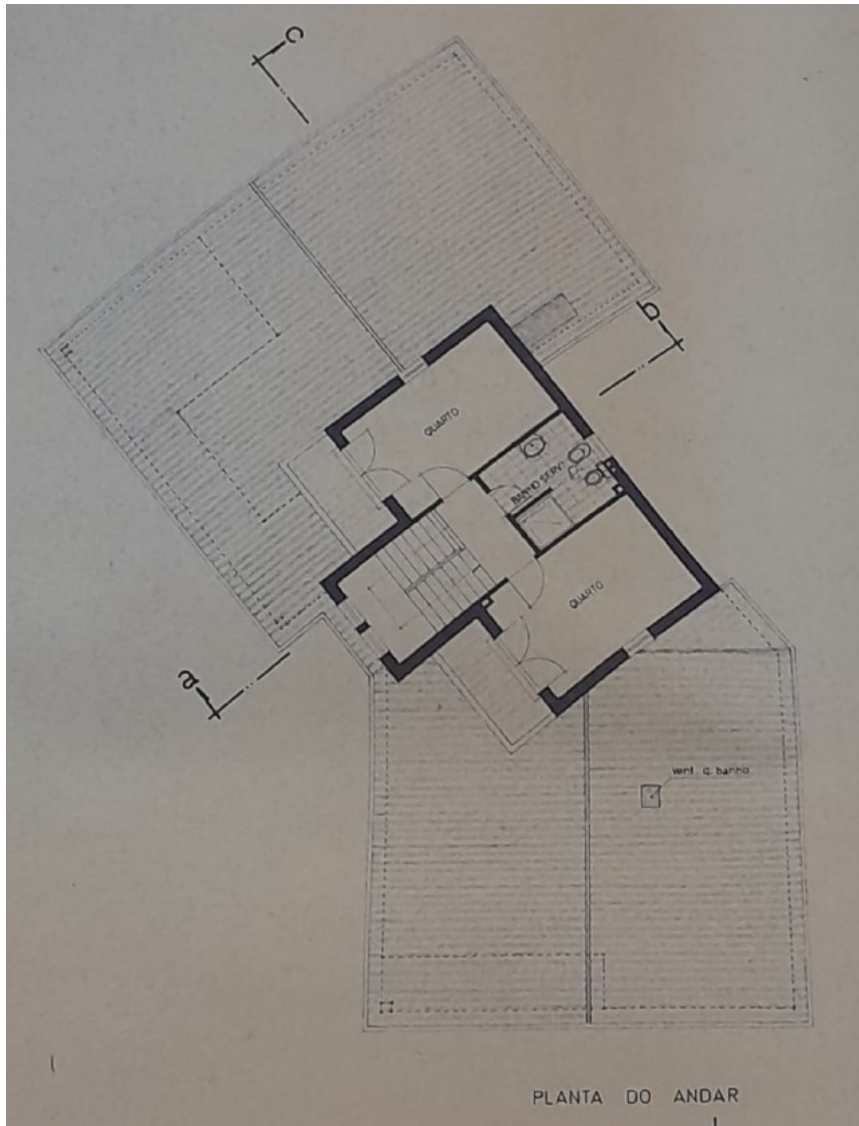 c
b
QUARTO
BANHO SERV.
QUARTO
a
vent. c. banho
PLANTA DO ANDAR